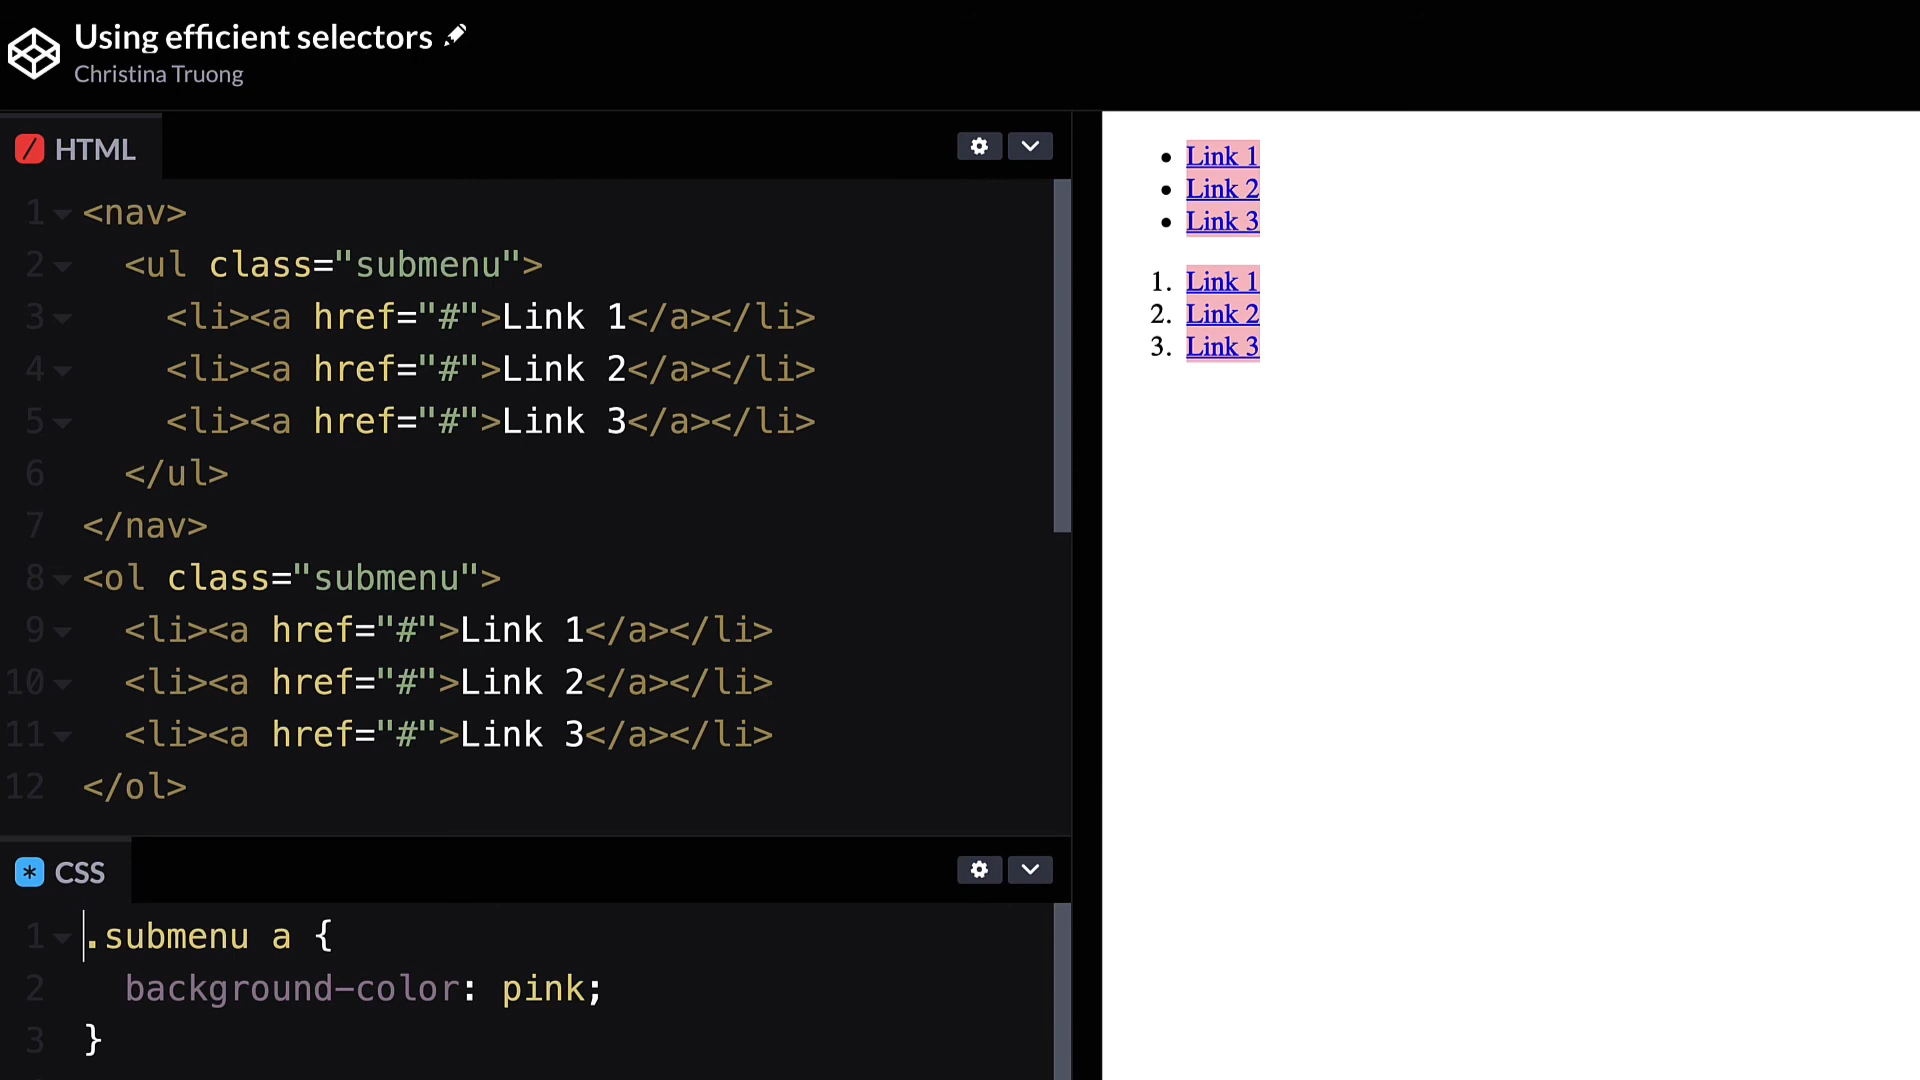 Using efficient selectors
Christina Truong
HTML
1 <nav>
2   <ul class="submenu">
3     <li><a href="#">Link 1</a></li>
4     <li><a href="#">Link 2</a></li>
5     <li><a href="#">Link 3</a></li>
6   </ul>
7 </nav>
8 <ol class="submenu">
9   <li><a href="#">Link 1</a></li>
10   <li><a href="#">Link 2</a></li>
11   <li><a href="#">Link 3</a></li>
12 </ol>
CSS
1 .submenu a {
2   background-color: pink;
3 }
• Link 1
• Link 2
• Link 3
1. Link 1
2. Link 2
3. Link 3